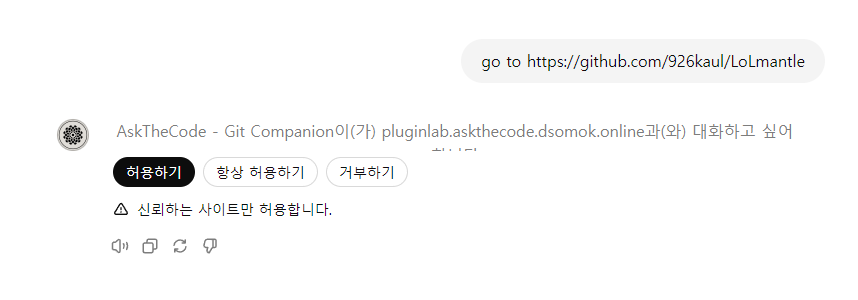 go to https://github.com/926kaul/LoLmantle
AskTheCode - Git Companion이(가) pluginlab.askthecode.dsomok.online과(와) 대화하고 싶어
허용하기 항상 허용하기 거부하기
신뢰하는 사이트만 허용합니다.